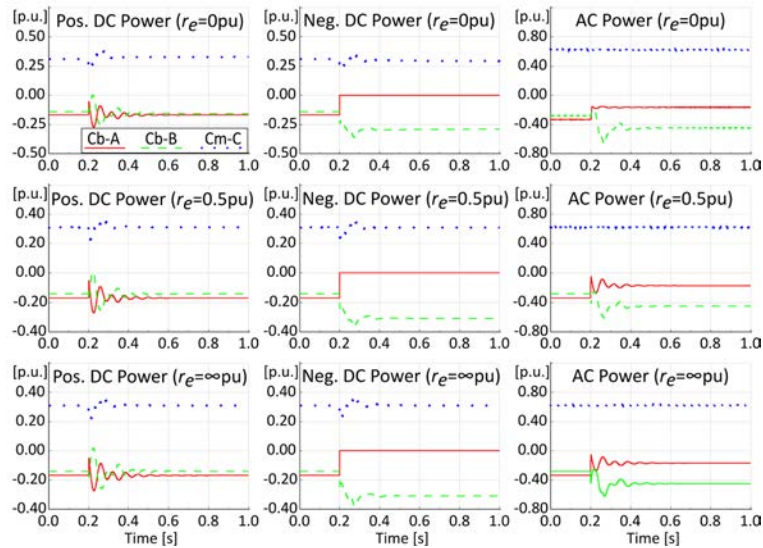 [p.u.] Pos. DC Power (re=0pu) [p.u.] Neg. DC Power (re=0pu) [p.u.] AC Power (re=0pu)
0.50 0.50 0.80
0.25 0.25 0.40
0.00 0.00 0.00
-0.25 -0.25 -0.40
Cb-A Cb-B Cm-C
-0.50 -0.50 -0.80
0 0.2 0.4 0.6 0.8 1.0 0 0.2 0.4 0.6 0.8 1.0 0 0.2 0.4 0.6 0.8 1.0
[p.u.] Pos. DC Power (re=0.5pu) [p.u.] Neg. DC Power (re=0.5pu) [p.u.] AC Power (re=0.5pu)
0.40 0.40 0.80
0.20 0.20 0.40
0.00 0.00 0.00
-0.20 -0.20 -0.40
-0.40 -0.40 -0.80
0 0.2 0.4 0.6 0.8 1.0 0 0.2 0.4 0.6 0.8 1.0 0 0.2 0.4 0.6 0.8 1.0
[p.u.] Pos. DC Power (re=∞pu) [p.u.] Neg. DC Power (re=∞pu) [p.u.] AC Power (re=∞pu)
0.40 0.40 0.80
0.20 0.20 0.40
0.00 0.00 0.00
-0.20 -0.20 -0.40
-0.40 -0.40 -0.80
0 0.2 0.4 0.6 0.8 1.0 0 0.2 0.4 0.6 0.8 1.0 0 0.2 0.4 0.6 0.8 1.0
Time [s] Time [s] Time [s]